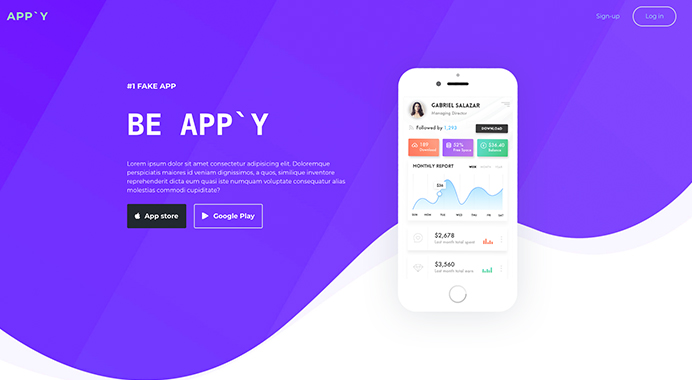 APP`Y
Sign-up
Log in
#1 FAKE APP
BE APP`Y
Lorem ipsum dolor sit amet consectetur adipisicing elit. Doloremque
perspiciatis maiores id veniam dignissimos, a quos, similique inventore
reprehenderit dicta eum quasi iste numquam voluptate consequatur alias
molestias commodi cupiditate?
App store
Google Play
GABRIEL SALAZAR
Managing Director
Followed by 1,293
DOWNLOAD
189
Download
32%
Free Space
$36.40
Balance
MONTHLY REPORT
$36
SUN MON TUE WED THU FRI SAT
$2,678
Last month total spent
$3,560
Last month total earn